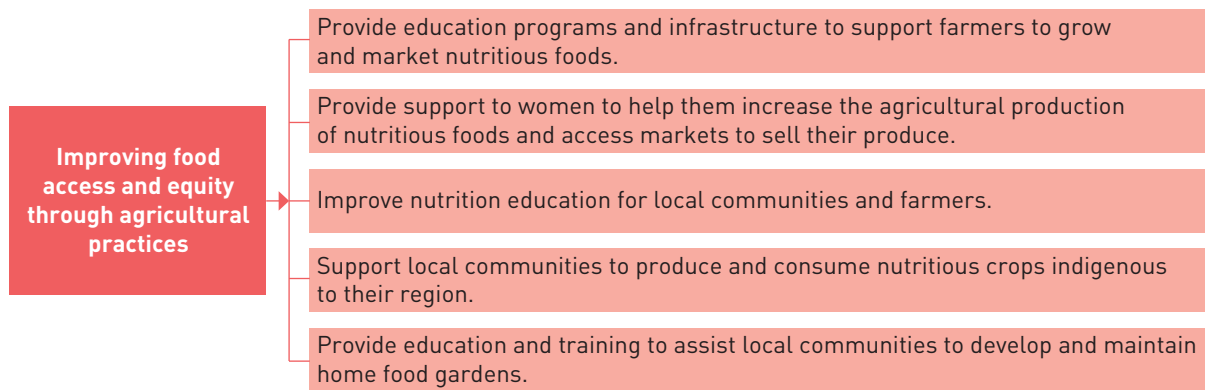 Improving food
access and equity
through agricultural
practices
Provide education programs and infrastructure to support farmers to grow
and market nutritious foods.
Provide support to women to help them increase the agricultural production
of nutritious foods and access markets to sell their produce.
Improve nutrition education for local communities and farmers.
Support local communities to produce and consume nutritious crops indigenous
to their region.
Provide education and training to assist local communities to develop and maintain
home food gardens.